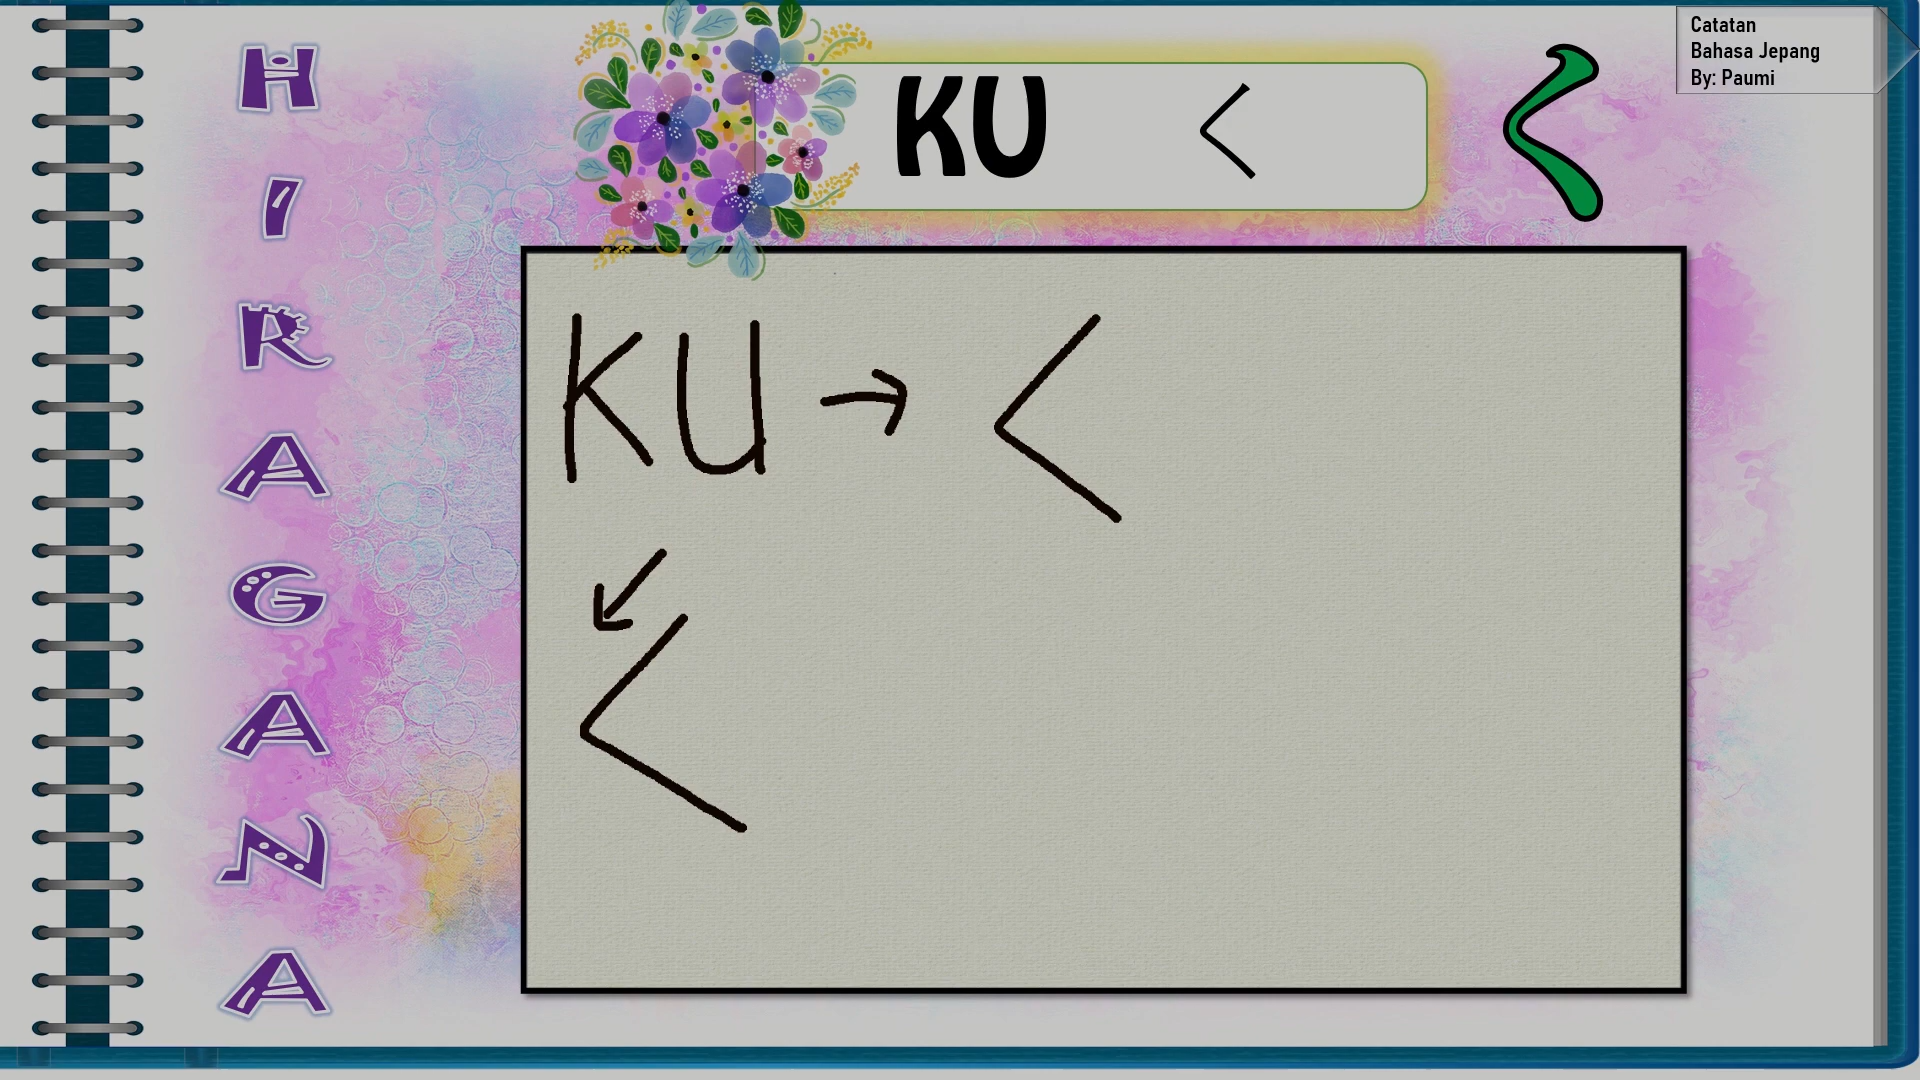 HIRAGANA
KU く く
Catatan
Bahasa Jepang
By: Paumi
KU → く
↙
く